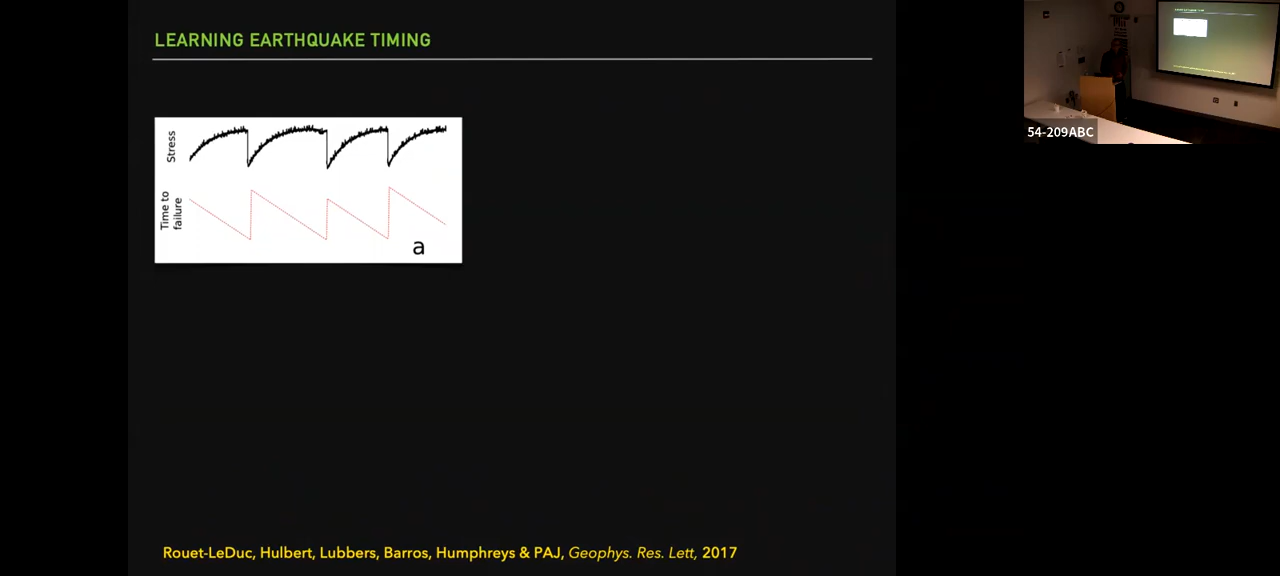 LEARNING EARTHQUAKE TIMING
Stress
Time to
failure
a
Rouet-LeDuc, Hulbert, Lubbers, Barros, Humphreys & PAJ, Geophys. Res. Lett, 2017
54-209ABC